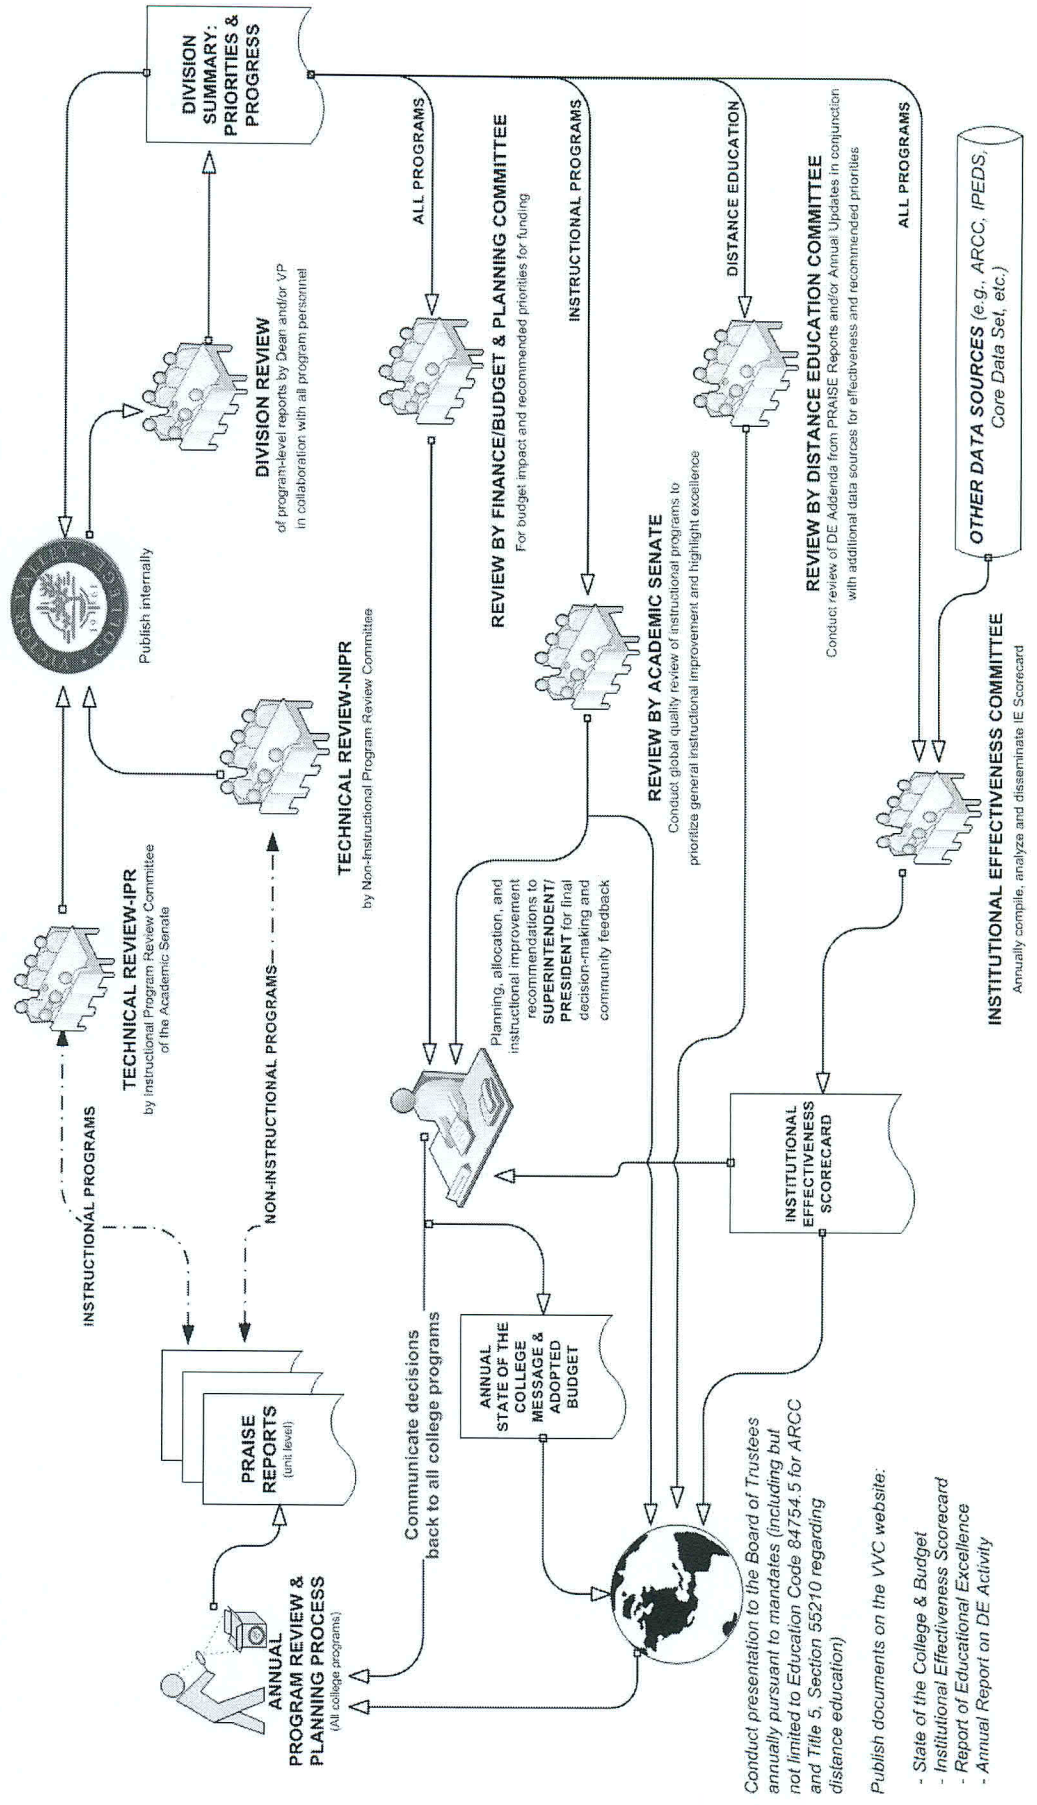 ANNUAL
PROGRAM REVIEW &
PLANNING PROCESS
(All college programs)
PRAISE
REPORTS
(unit level)
INSTRUCTIONAL PROGRAMS
NON-INSTRUCTIONAL PROGRAMS
TECHNICAL REVIEW-IPR
by Instructional Program Review Committee
of the Academic Senate
TECHNICAL REVIEW-NIPR
by Non-Instructional Program Review Committee
VICTOR VALLEY
COLLEGE
1961
Publish internally
DIVISION REVIEW
of program-level reports by Dean and/or VP
in collaboration with all program personnel
DIVISION
SUMMARY:
PRIORITIES &
PROGRESS
ALL PROGRAMS
REVIEW BY FINANCE/BUDGET & PLANNING COMMITTEE
For budget impact and recommended priorities for funding
INSTRUCTIONAL PROGRAMS
REVIEW BY ACADEMIC SENATE
Conduct global quality review of instructional programs to
prioritize general instructional improvement and highlight excellence
DISTANCE EDUCATION
REVIEW BY DISTANCE EDUCATION COMMITTEE
Conduct review of DE Addenda from PRAISE Reports and/or Annual Updates in conjunction
with additional data sources for effectiveness and recommended priorities
ALL PROGRAMS
OTHER DATA SOURCES (e.g., ARCC, IPEDS,
Core Data Set, etc.)
INSTITUTIONAL EFFECTIVENESS COMMITTEE
Annually compile, analyze and disseminate IE Scorecard
Planning, allocation, and
instructional improvement
recommendations to
SUPERINTENDENT/
PRESIDENT for final
decision-making and
community feedback
INSTITUTIONAL
EFFECTIVENESS
SCORECARD
Communicate decisions
back to all college programs
ANNUAL
STATE OF THE
COLLEGE
MESSAGE &
ADOPTED
BUDGET
Conduct presentation to the Board of Trustees
annually pursuant to mandates (including but
not limited to Education Code 84754.5 for ARCC
and Title 5, Section 55210 regarding
distance education)
Publish documents on the VVC website:
- State of the College & Budget
- Institutional Effectiveness Scorecard
- Report of Educational Excellence
- Annual Report on DE Activity